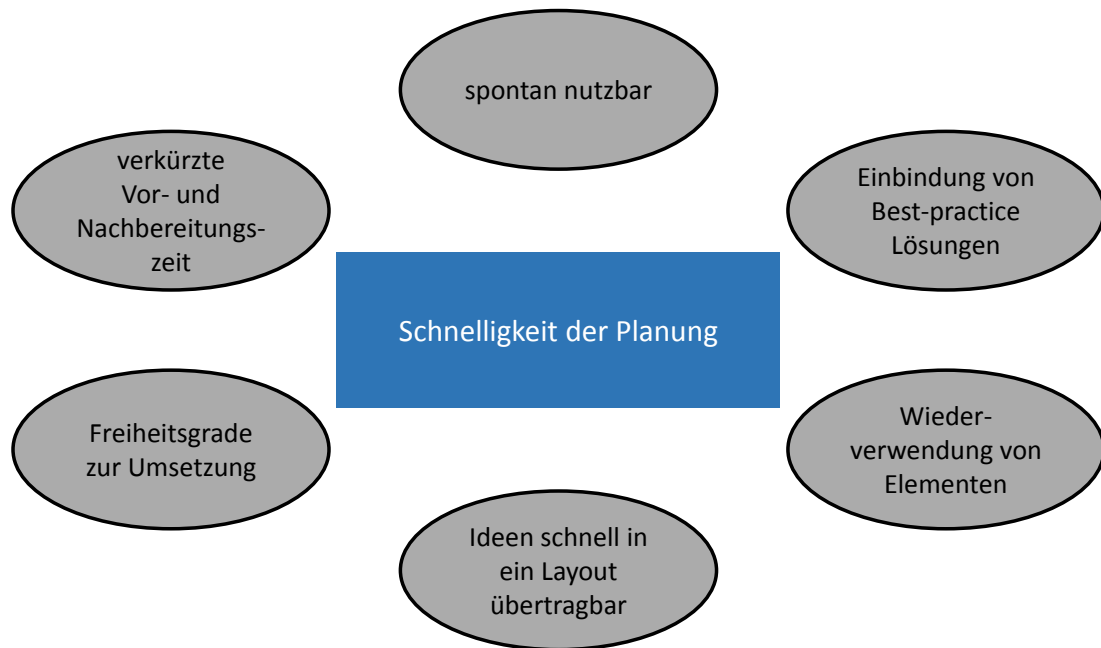 spontan nutzbar
verkürzte
Vor- und
Nachbereitungs-
zeit
Einbindung von
Best-practice
Lösungen
Schnelligkeit der Planung
Freiheitsgrade
zur Umsetzung
Wieder-
verwendung von
Elementen
Ideen schnell in
ein Layout
übertragbar